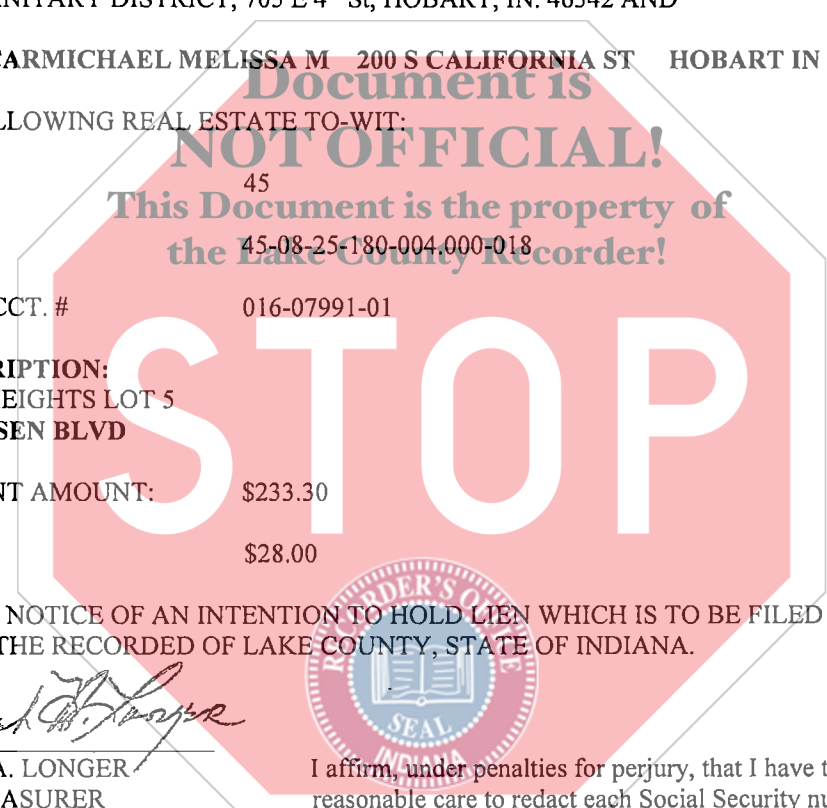 NITARY DISTRICT, 705 E 4th St, HOBART, IN. 46342 AND
CARMICHAEL MELISSA M 200 S CALIFORNIA ST HOBART IN
Document is
LLOWING REAL ESTATE TO-WIT:
NOT OFFICIAL!
45
This Document is the property of
45-08-25-180-004.000-018
the Lake County Recorder!
CCT. # 016-07991-01
STOP
RIPTION:
EIGHTS LOT 5
SEN BLVD
NT AMOUNT: $233.30
$28.00
NOTICE OF AN INTENTION TO HOLD LIEN WHICH IS TO BE FILED
THE RECORDED OF LAKE COUNTY, STATE OF INDIANA.
RECORDER'S OFFICE
SEAL
INDIANA
A. LONGER I affirm, under penalties for perjury, that I have t
ASURER reasonable care to redact each Social Security nu